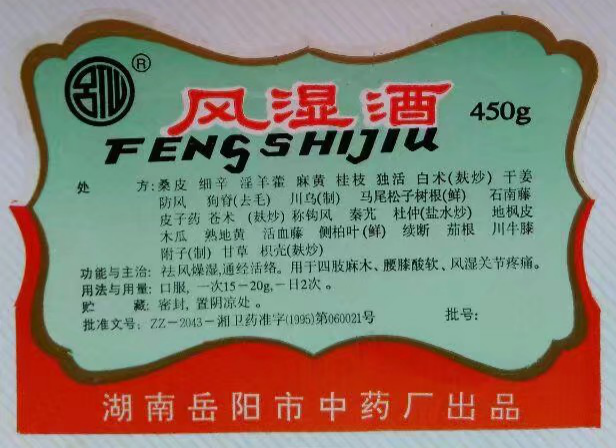 ®
风湿酒 450g
FENGSHIJIU
处 方:桑皮 细辛 淫羊藿 麻黄 桂枝 独活 白术(麸炒) 干姜
防风 狗脊(去毛) 川乌(制) 马尾松子树根(鲜) 石南藤
皮子药 苍术 (麸炒) 称钩风 秦艽 杜仲(盐水炒) 地枫皮
木瓜 熟地黄 活血藤 侧柏叶(鲜) 续断 茄根 川牛膝
附子(制) 甘草 枳壳(麸炒)
功能与主治: 祛风燥湿,通经活络。用于四肢麻木、腰膝酸软、风湿关节疼痛。
用法与用量: 口服, 一次15－20g,一日2次。
贮 藏: 密封, 置阴凉处。
批准文号: ZZ－2043－湘卫药准字(1995)第060021号 批号:
湖南岳阳市中药厂出品